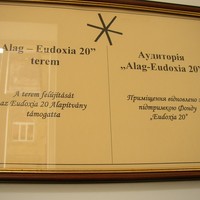 „Alag – Eudoxia 20”
terem
A terem felújítását
az Eudoxia 20 Alapítvány
támogatta
Аудиторія
„Alag-Eudoxia 20”
Приміщення відновлено
підтримкою Фонду
„Eudoxia 20”